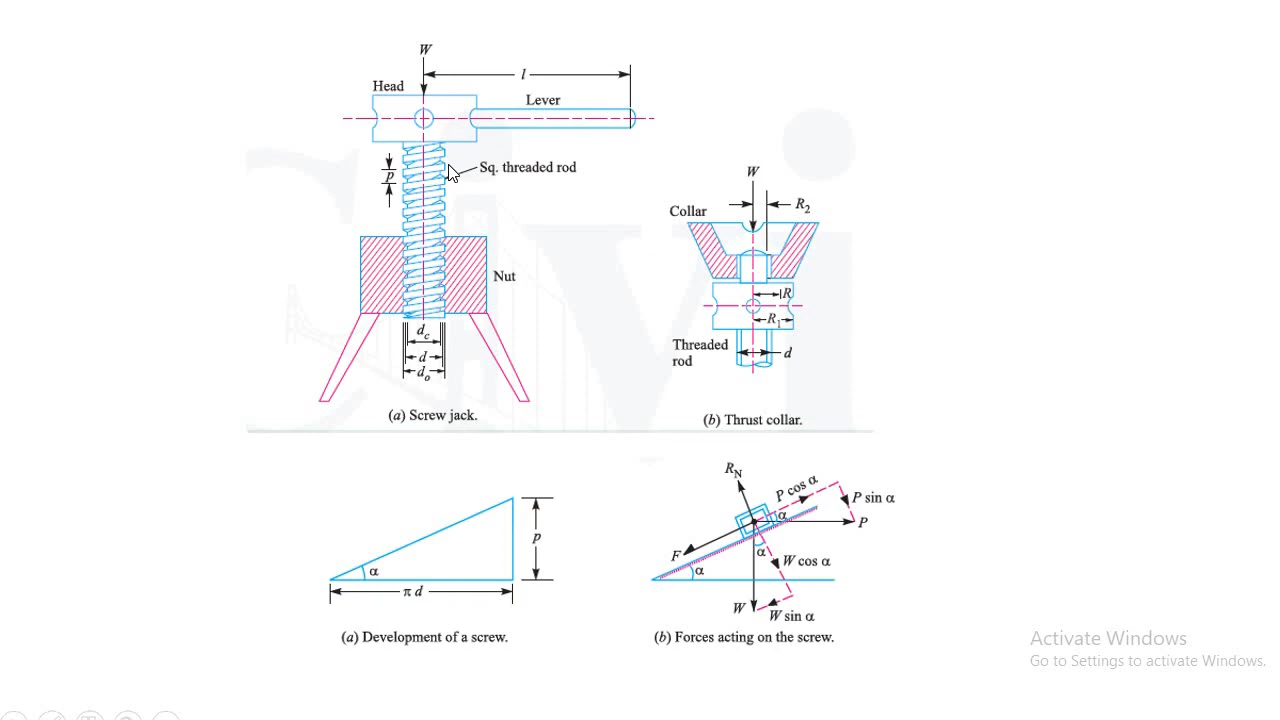 W
l
Head
Lever
p
Sq. threaded rod
Nut
d_c
d
d_o
(a) Screw jack.
W
R_2
Collar
R
R_1
Threaded
rod
d
(b) Thrust collar.
p
α
π d
(a) Development of a screw.
R_N
P cos α
P sin α
α
P
F
α
W cos α
α
W
W sin α
(b) Forces acting on the screw.
Activate Windows
Go to Settings to activate Windows.